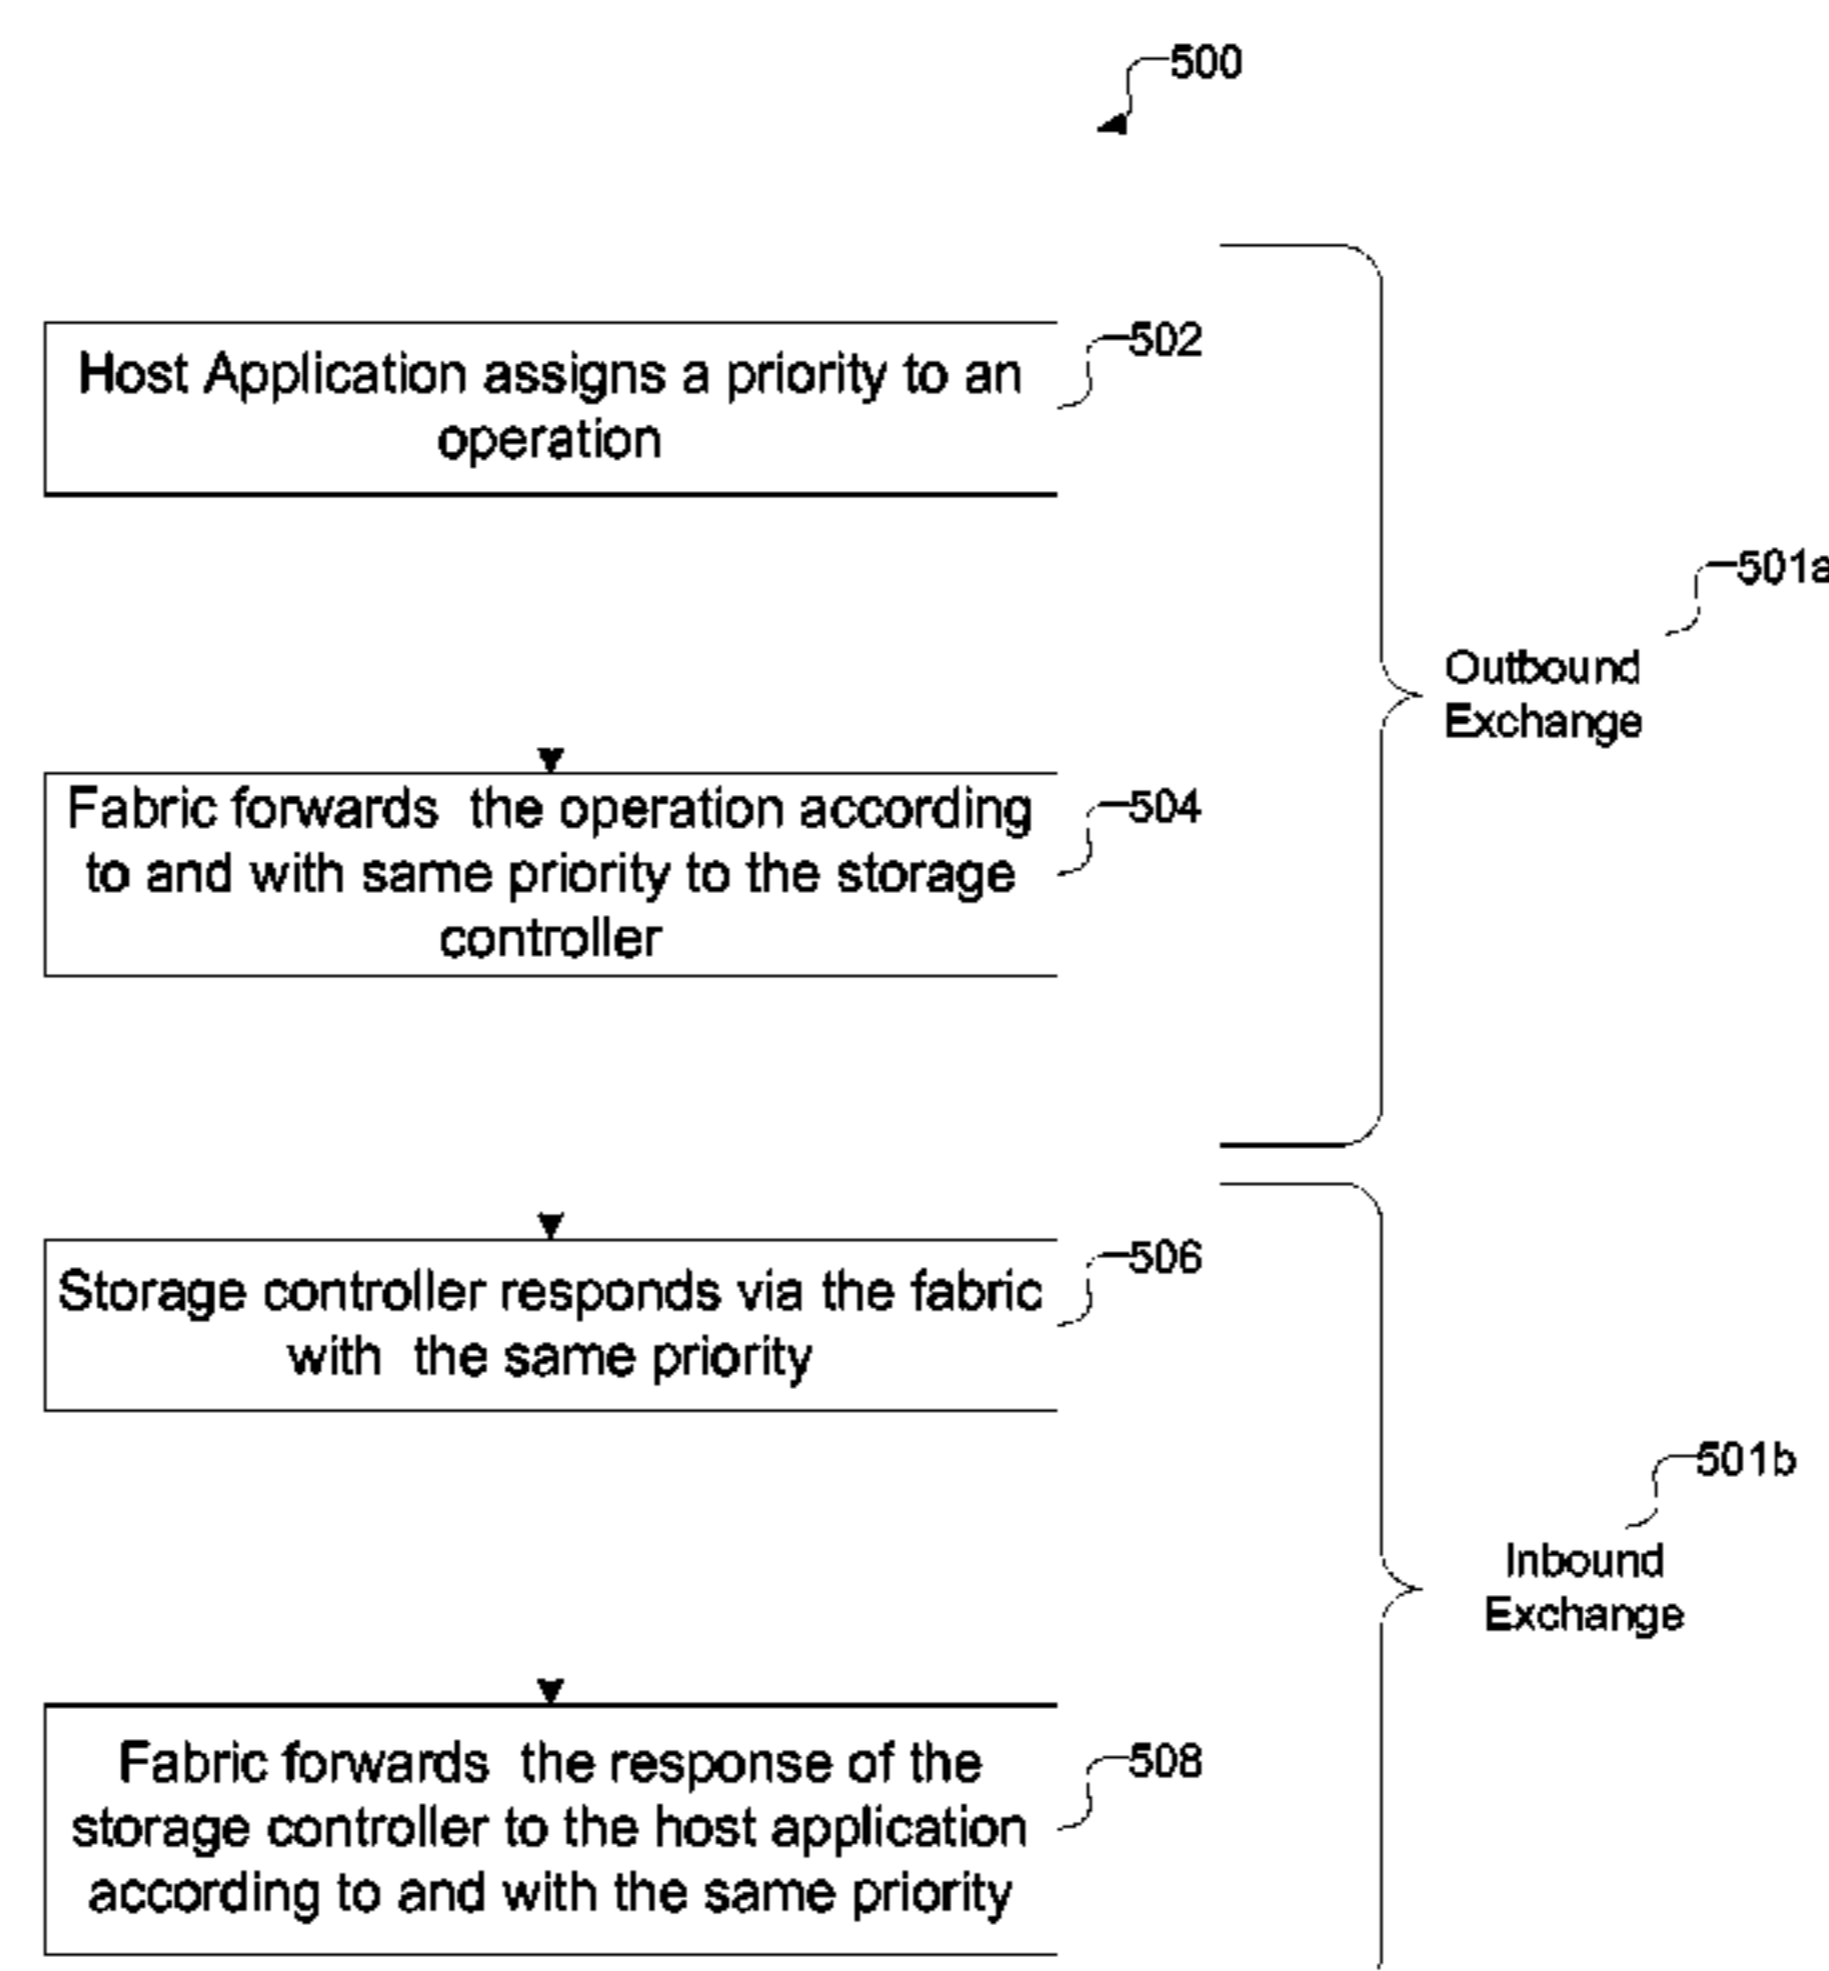 500
502
Host Application assigns a priority to an
operation
501a
Outbound
Exchange
504
Fabric forwards the operation according
to and with same priority to the storage
controller
506
Storage controller responds via the fabric
with the same priority
501b
Inbound
Exchange
508
Fabric forwards the response of the
storage controller to the host application
according to and with the same priority